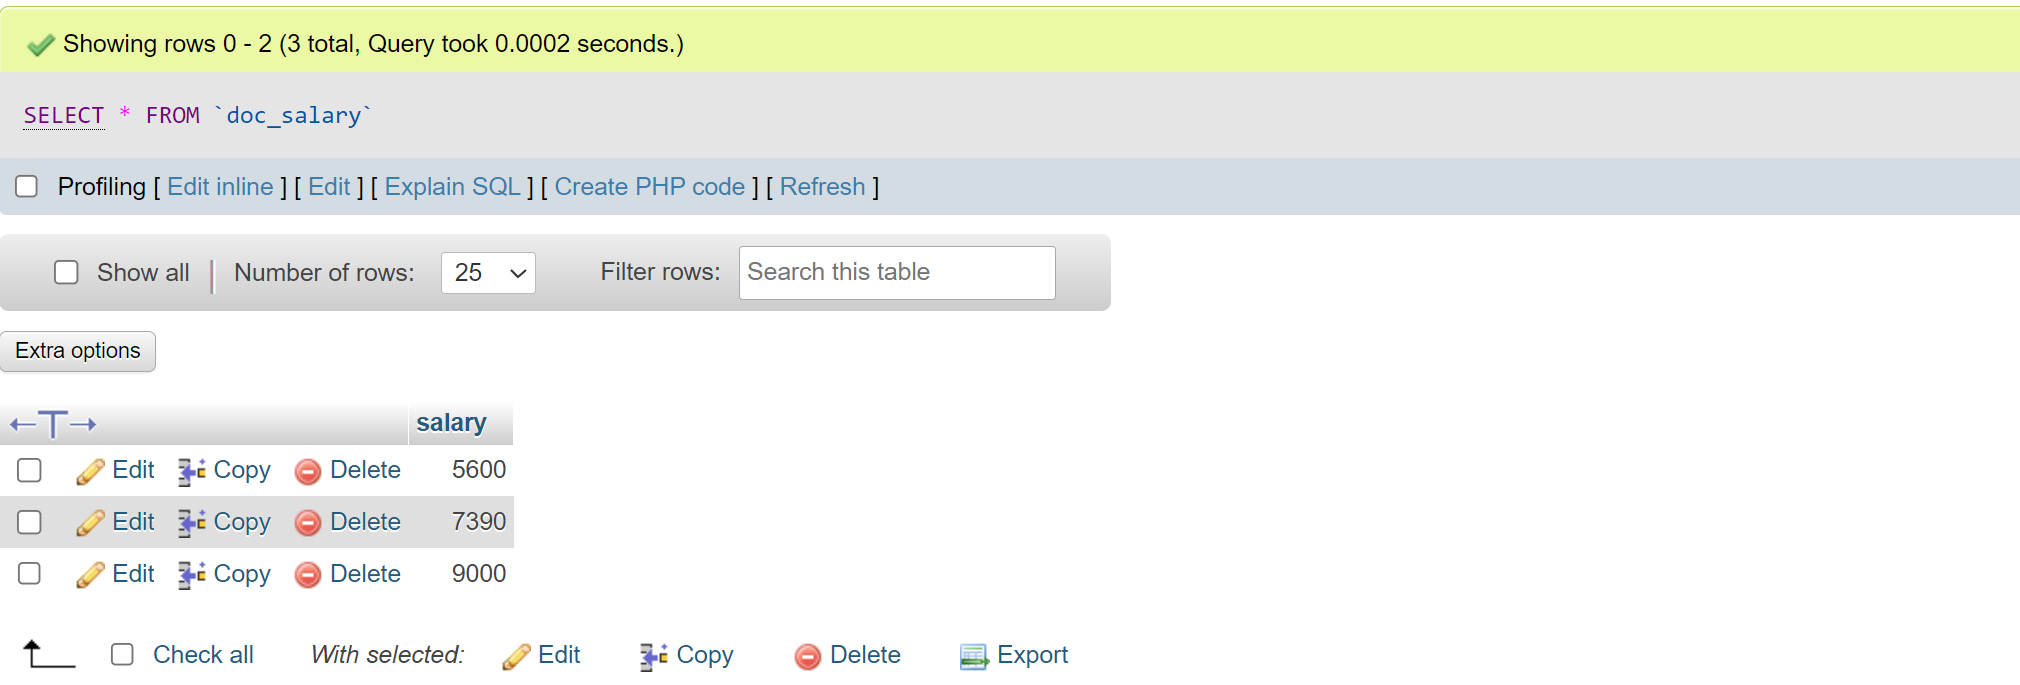 Showing rows 0 - 2 (3 total, Query took 0.0002 seconds.)
SELECT * FROM `doc_salary`
Profiling [ Edit inline ] [ Edit ] [ Explain SQL ] [ Create PHP code ] [ Refresh ]
Show all | Number of rows: 25 Filter rows: Search this table
Extra options
←T→ salary
Edit Copy Delete 5600
Edit Copy Delete 7390
Edit Copy Delete 9000
Check all With selected: Edit Copy Delete Export